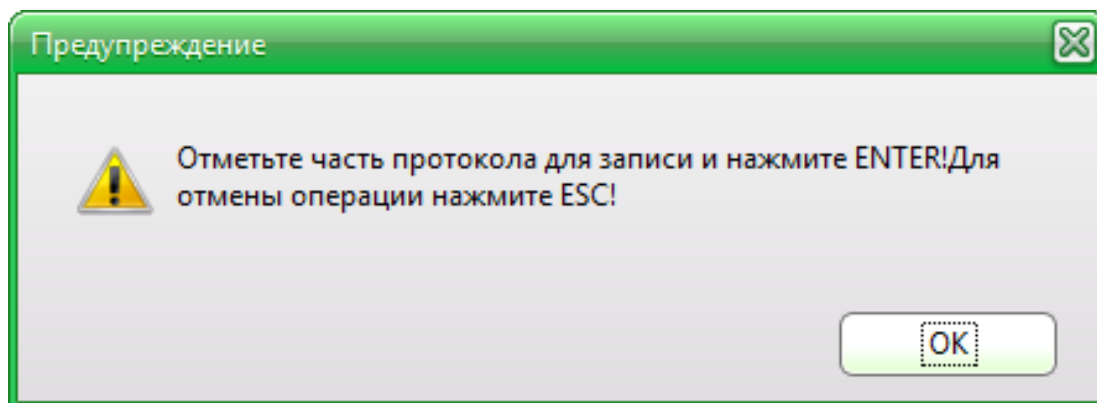 Предупреждение
Отметьте часть протокола для записи и нажмите ENTER!Для
отмены операции нажмите ESC!
OK